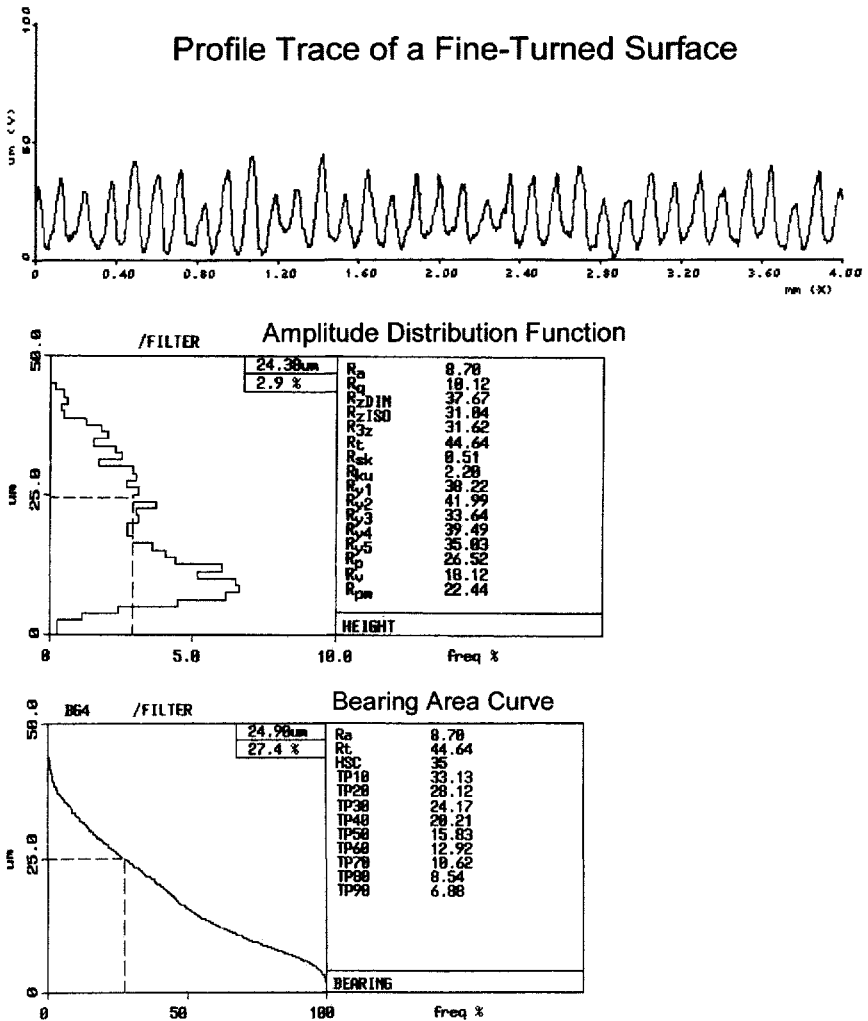 Profile Trace of a Fine-Turned Surface
100
50
0
um (Y)
0 0.40 0.80 1.20 1.60 2.00 2.40 2.80 3.20 3.60 4.00
mm (X)
/FILTER Amplitude Distribution Function
50.0
25.0
0
um
24.30um
2.9 %
Ra 8.70
Rq 10.12
RzDIN 37.67
RzISO 31.04
R3z 31.62
Rt 44.64
Rsk 0.51
Rku 2.20
Ry1 38.22
Ry2 41.99
Ry3 33.64
Ry4 39.49
Ry5 35.03
Rp 26.52
Rv 18.12
Rpm 22.44
HEIGHT
0 5.0 10.0 freq %
B64 /FILTER Bearing Area Curve
50.0
25.0
0
um
24.90um
27.4 %
Ra 8.70
Rt 44.64
HSC 35
TP10 33.13
TP20 28.12
TP30 24.17
TP40 20.21
TP50 15.83
TP60 12.92
TP70 10.62
TP80 8.54
TP90 6.88
BEARING
0 50 100 freq %